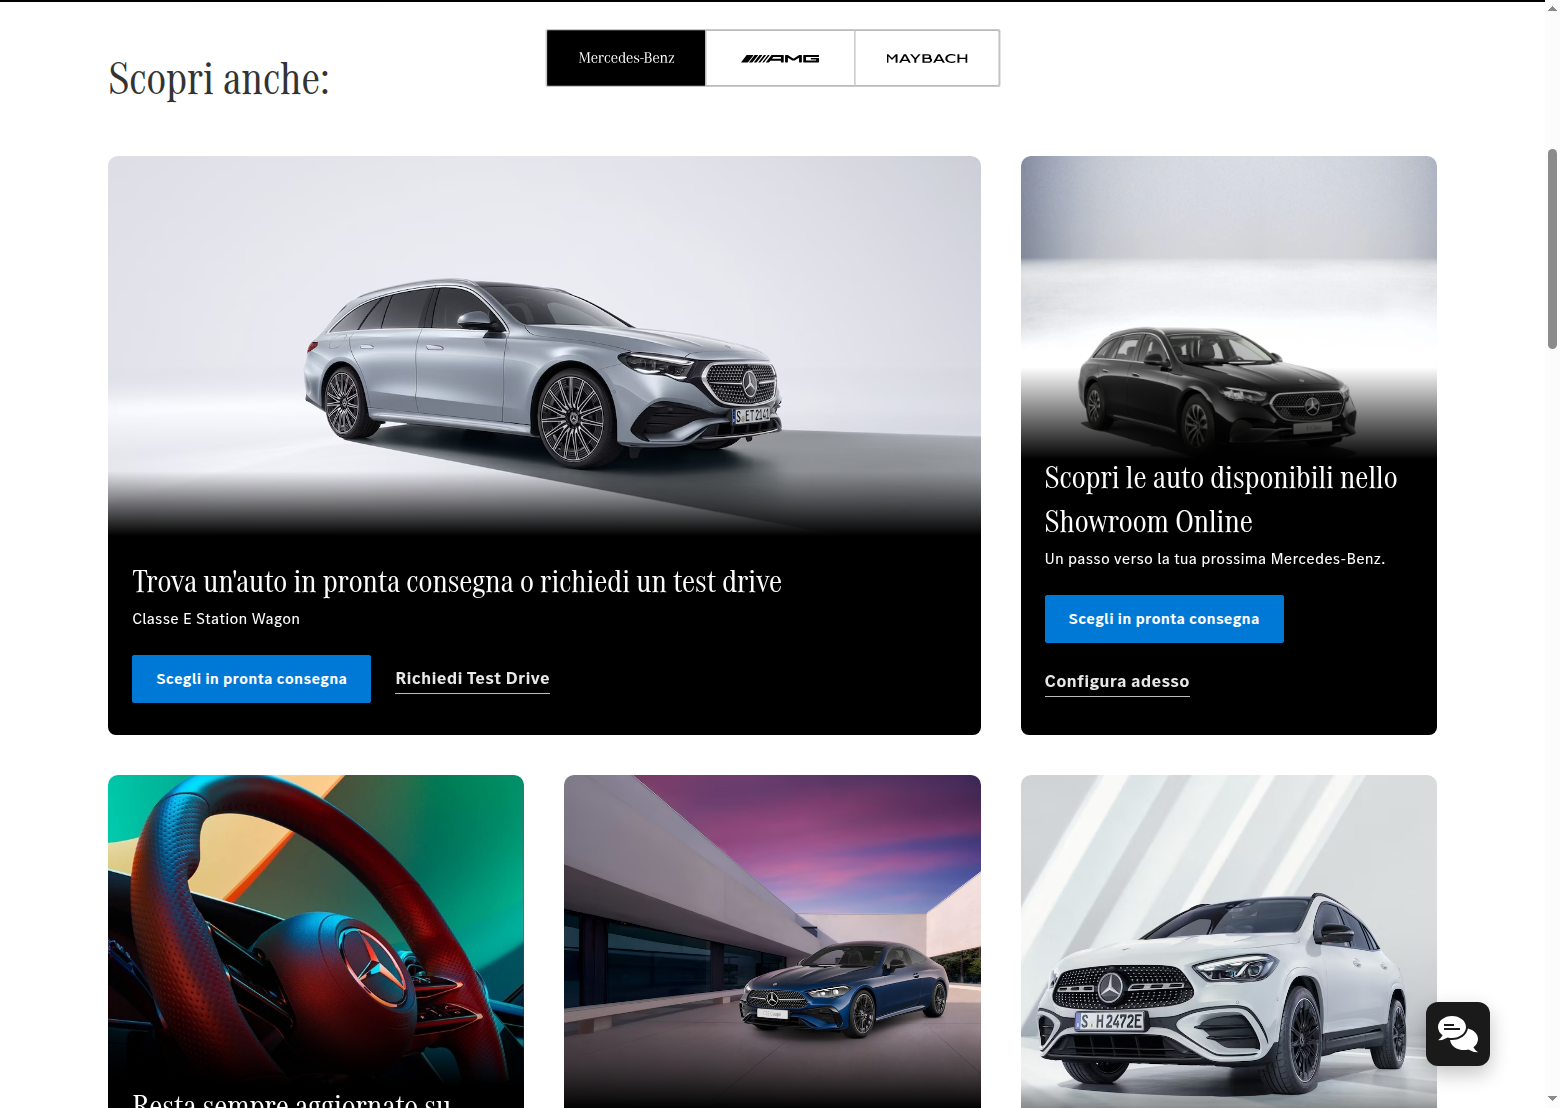 Mercedes-Benz
AMG
MAYBACH
Scopri anche:
S ET2141
Scopri le auto disponibili nello
Showroom Online
Un passo verso la tua prossima Mercedes-Benz.
Scegli in pronta consegna
Configura adesso
Trova un'auto in pronta consegna o richiedi un test drive
Classe E Station Wagon
Scegli in pronta consegna
Richiedi Test Drive
Resta sempre aggiornato su
S H 2472E